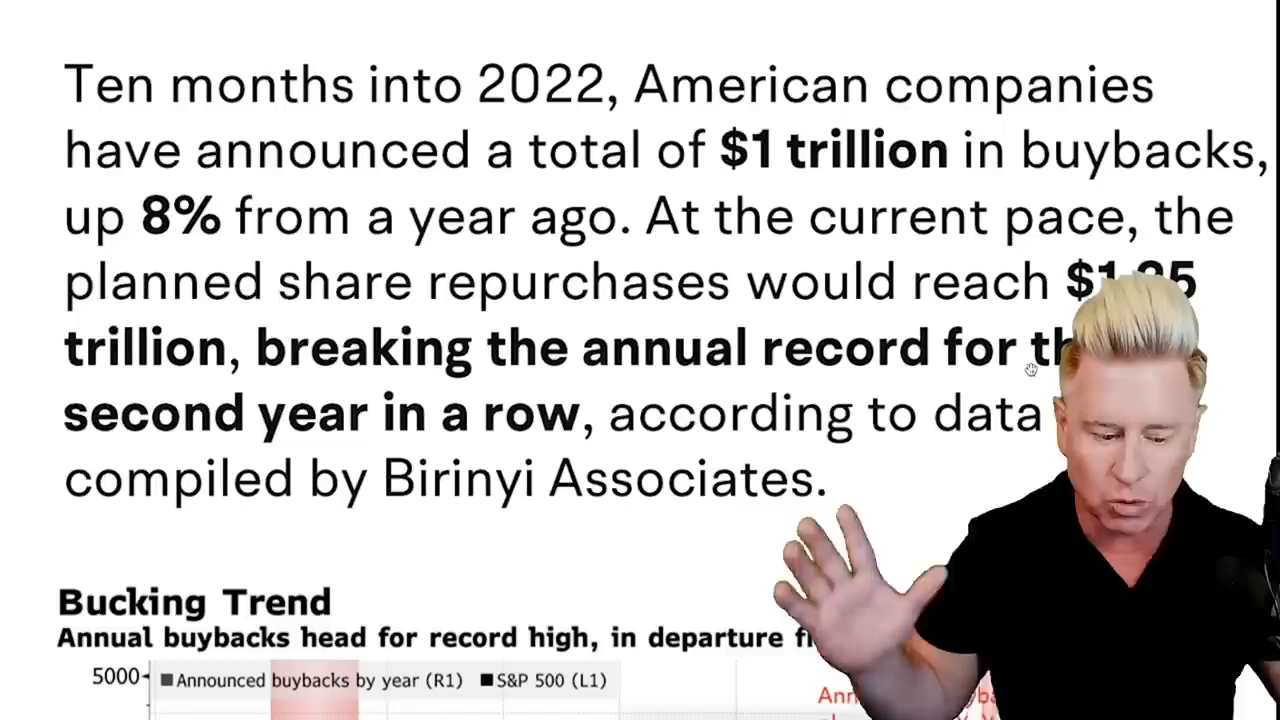 Ten months into 2022, American companies
have announced a total of $1 trillion in buybacks,
up 8% from a year ago. At the current pace, the
planned share repurchases would reach
trillion, breaking the annual record for
second year in a row, according to data
compiled by Birinyi Associates.
Bucking Trend
Annual buybacks head for record high, in departure
5000
Announced buybacks by year (R1) S&P 500 (L1)